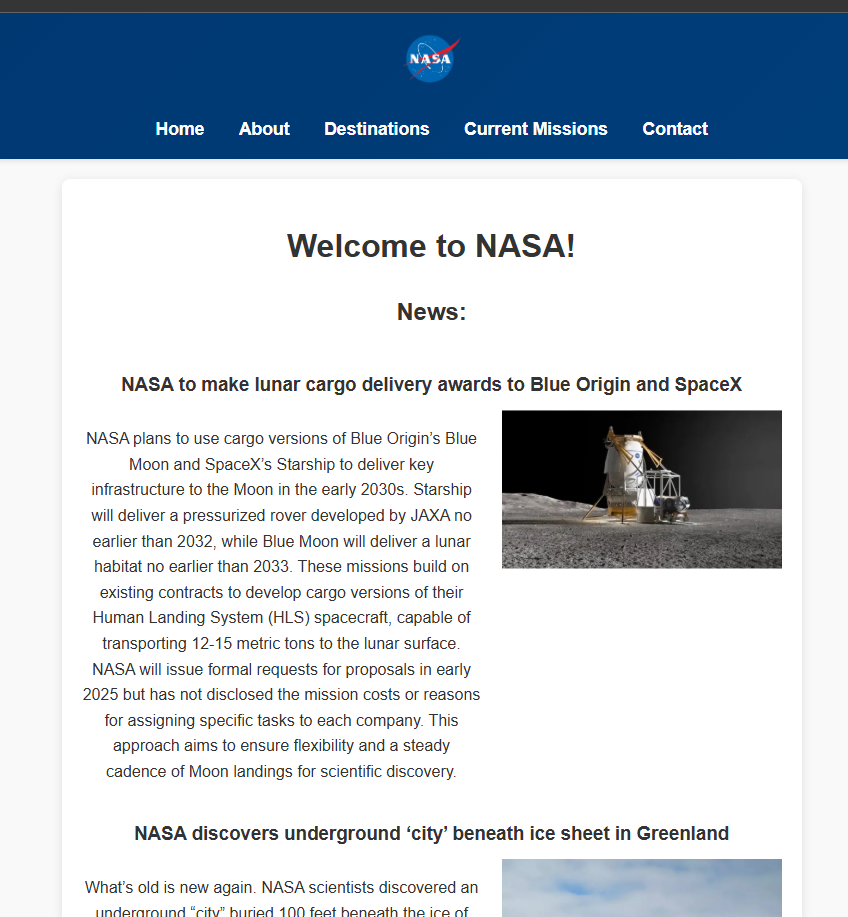 NASA
Home About Destinations Current Missions Contact
Welcome to NASA!
News:
NASA to make lunar cargo delivery awards to Blue Origin and SpaceX
NASA plans to use cargo versions of Blue Origin’s Blue
Moon and SpaceX’s Starship to deliver key
infrastructure to the Moon in the early 2030s. Starship
will deliver a pressurized rover developed by JAXA no
earlier than 2032, while Blue Moon will deliver a lunar
habitat no earlier than 2033. These missions build on
existing contracts to develop cargo versions of their
Human Landing System (HLS) spacecraft, capable of
transporting 12-15 metric tons to the lunar surface.
NASA will issue formal requests for proposals in early
2025 but has not disclosed the mission costs or reasons
for assigning specific tasks to each company. This
approach aims to ensure flexibility and a steady
cadence of Moon landings for scientific discovery.
NASA discovers underground ‘city’ beneath ice sheet in Greenland
What’s old is new again. NASA scientists discovered an
underground “city” buried 100 feet beneath the ice of